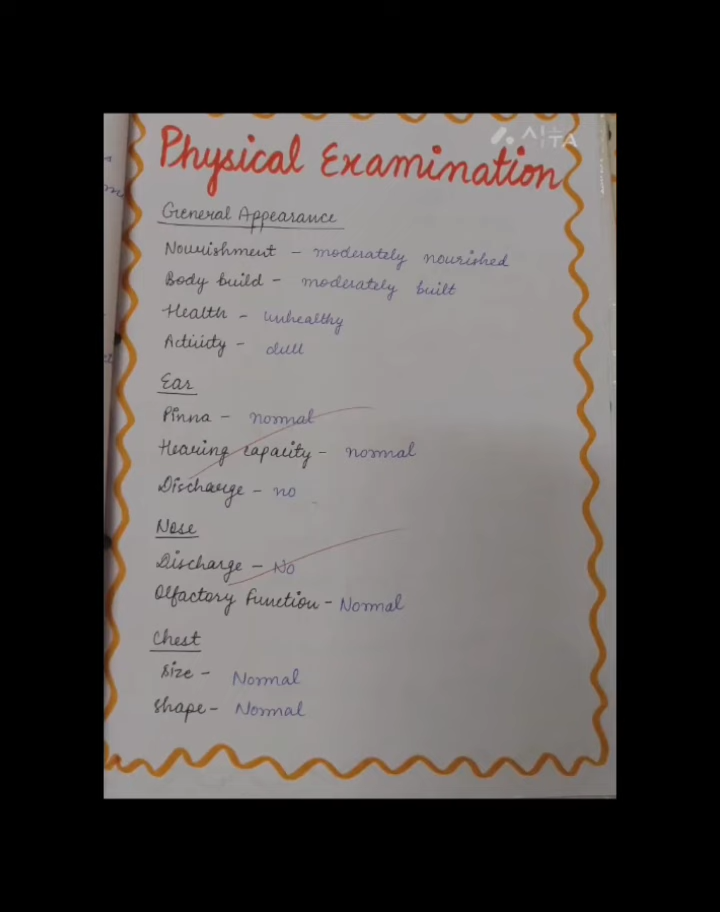 Physical Examination
General Appearance
Nourishment - moderately nourished
Body build - moderately built
Health - unhealthy
Activity - dull
Ear
Pinna - normal
Hearing capacity - normal
Discharge - no
Nose
Discharge - No
Olfactory function - Normal
Chest
size - Normal
shape - Normal